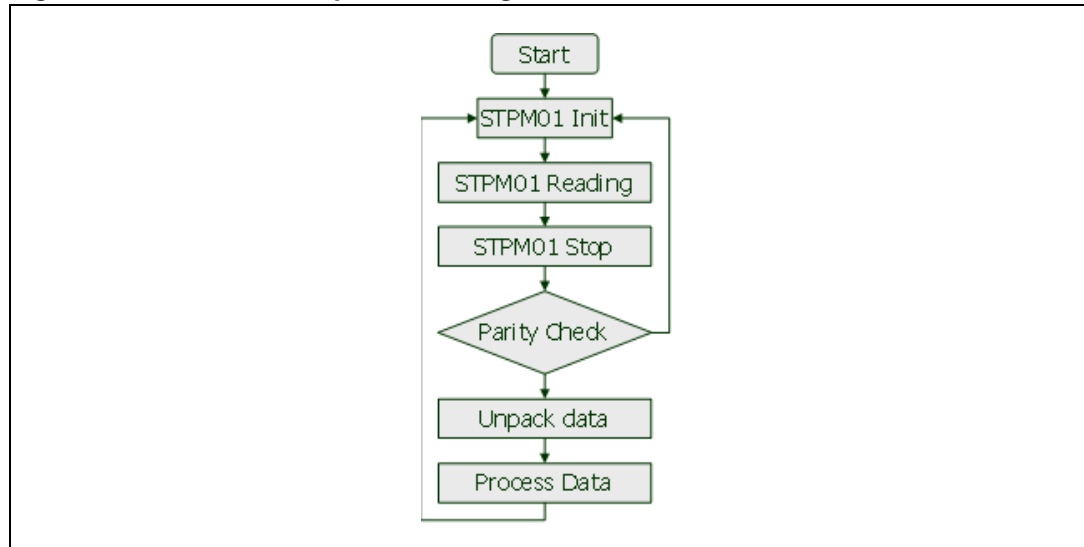 Start
STPM01 Init
STPM01 Reading
STPM01 Stop
Parity Check
Unpack data
Process Data